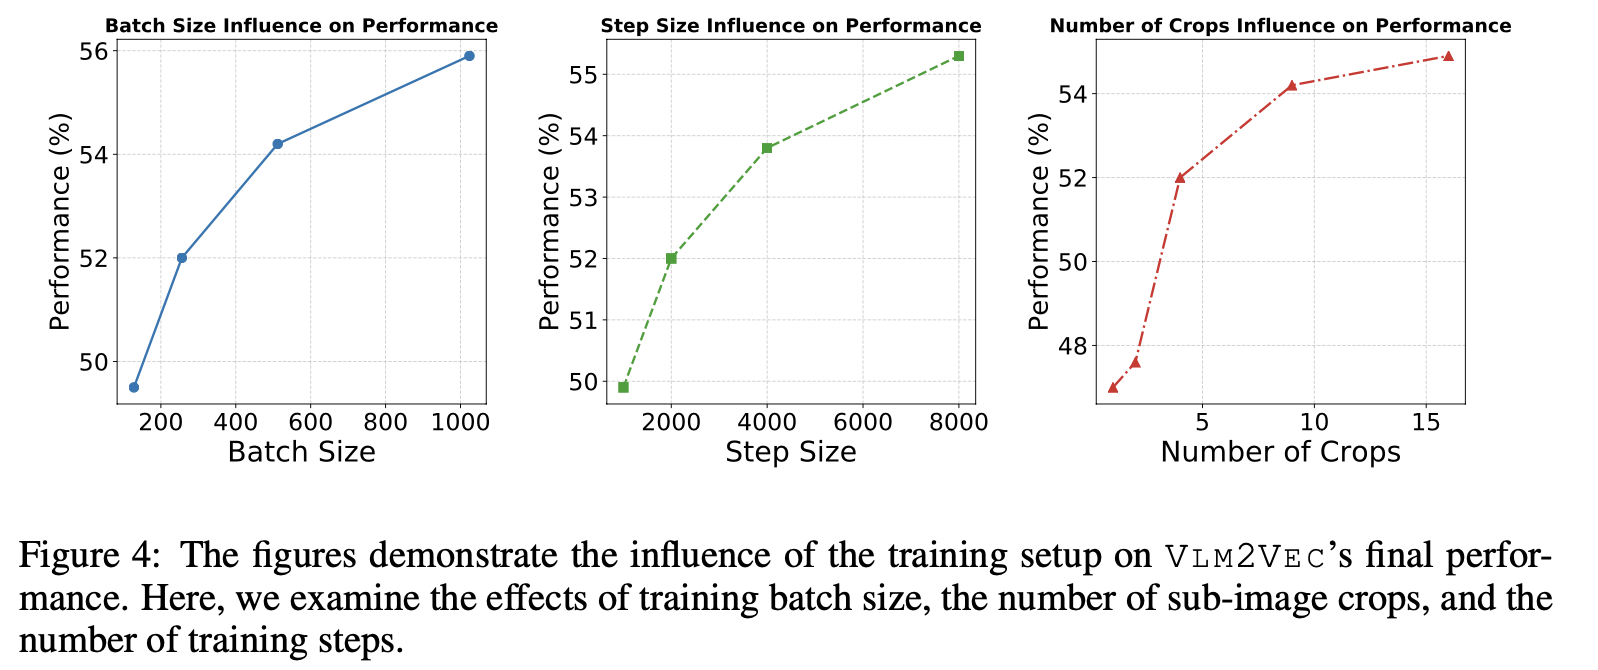 Batch Size Influence on Performance
56
54
52
50
Performance (%)
200 400 600 800 1000
Batch Size
Step Size Influence on Performance
55
54
53
52
51
50
Performance (%)
2000 4000 6000 8000
Step Size
Number of Crops Influence on Performance
54
52
50
48
Performance (%)
5 10 15
Number of Crops
Figure 4: The figures demonstrate the influence of the training setup on VLM2VEC's final perfor-
mance. Here, we examine the effects of training batch size, the number of sub-image crops, and the
number of training steps.